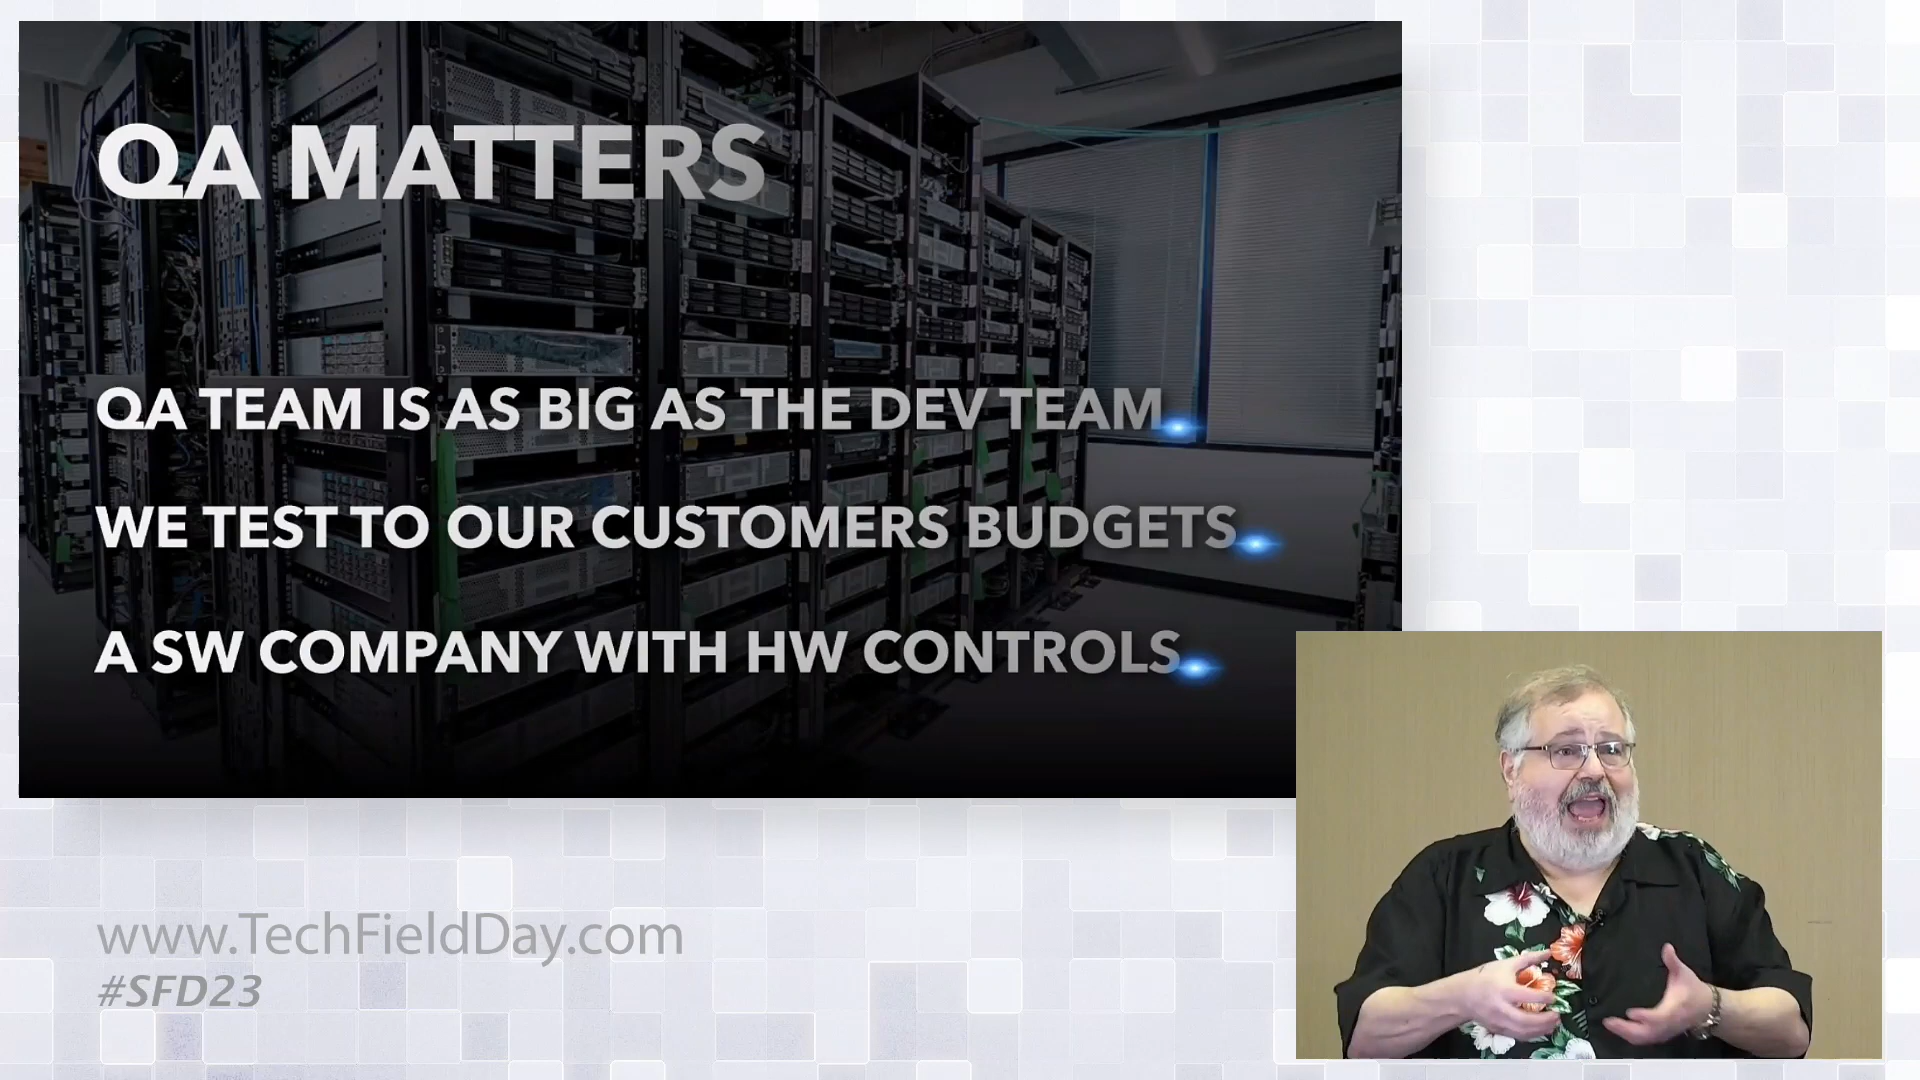 QA MATTERS
QA TEAM IS AS BIG AS THE DEV TEAM
WE TEST TO OUR CUSTOMERS BUDGETS
A SW COMPANY WITH HW CONTROLS
www.TechFieldDay.com
#SFD23